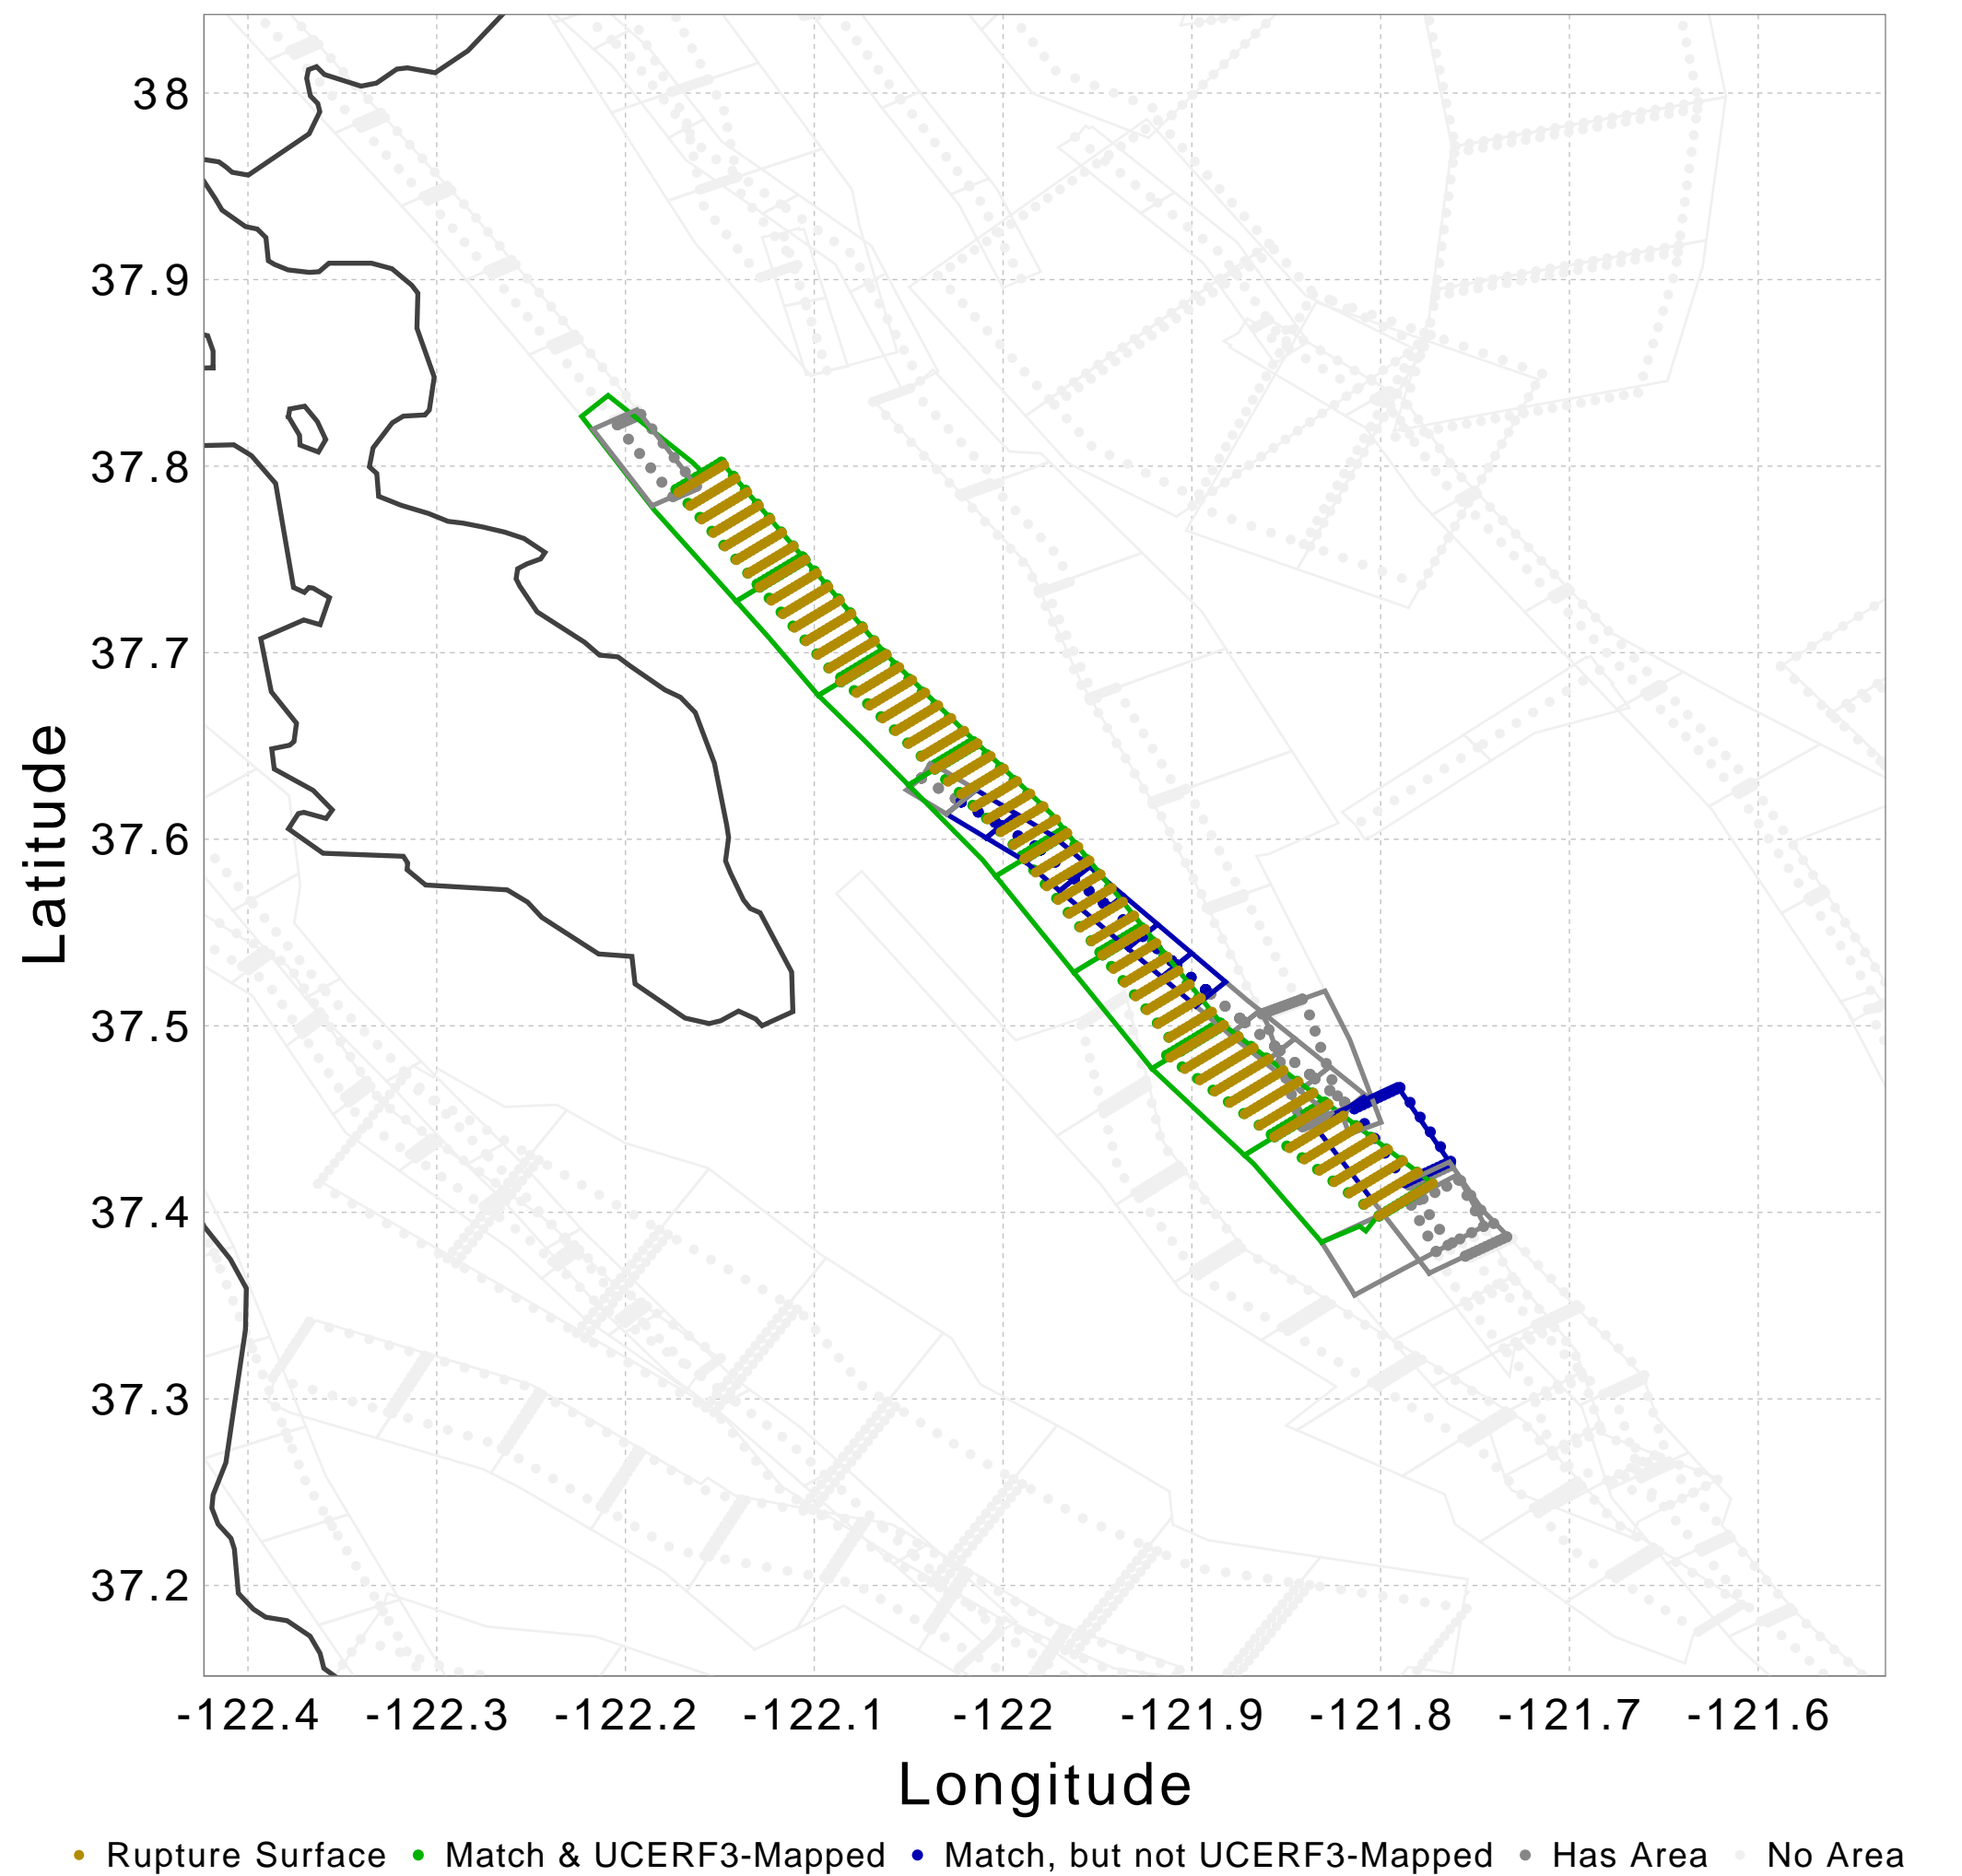 38
37.9
37.8
37.7
37.6
37.5
37.4
37.3
37.2
Latitude
-122.4 -122.3 -122.2 -122.1 -122 -121.9 -121.8 -121.7 -121.6
Longitude
Rupture Surface Match & UCERF3-Mapped Match, but not UCERF3-Mapped Has Area No Area